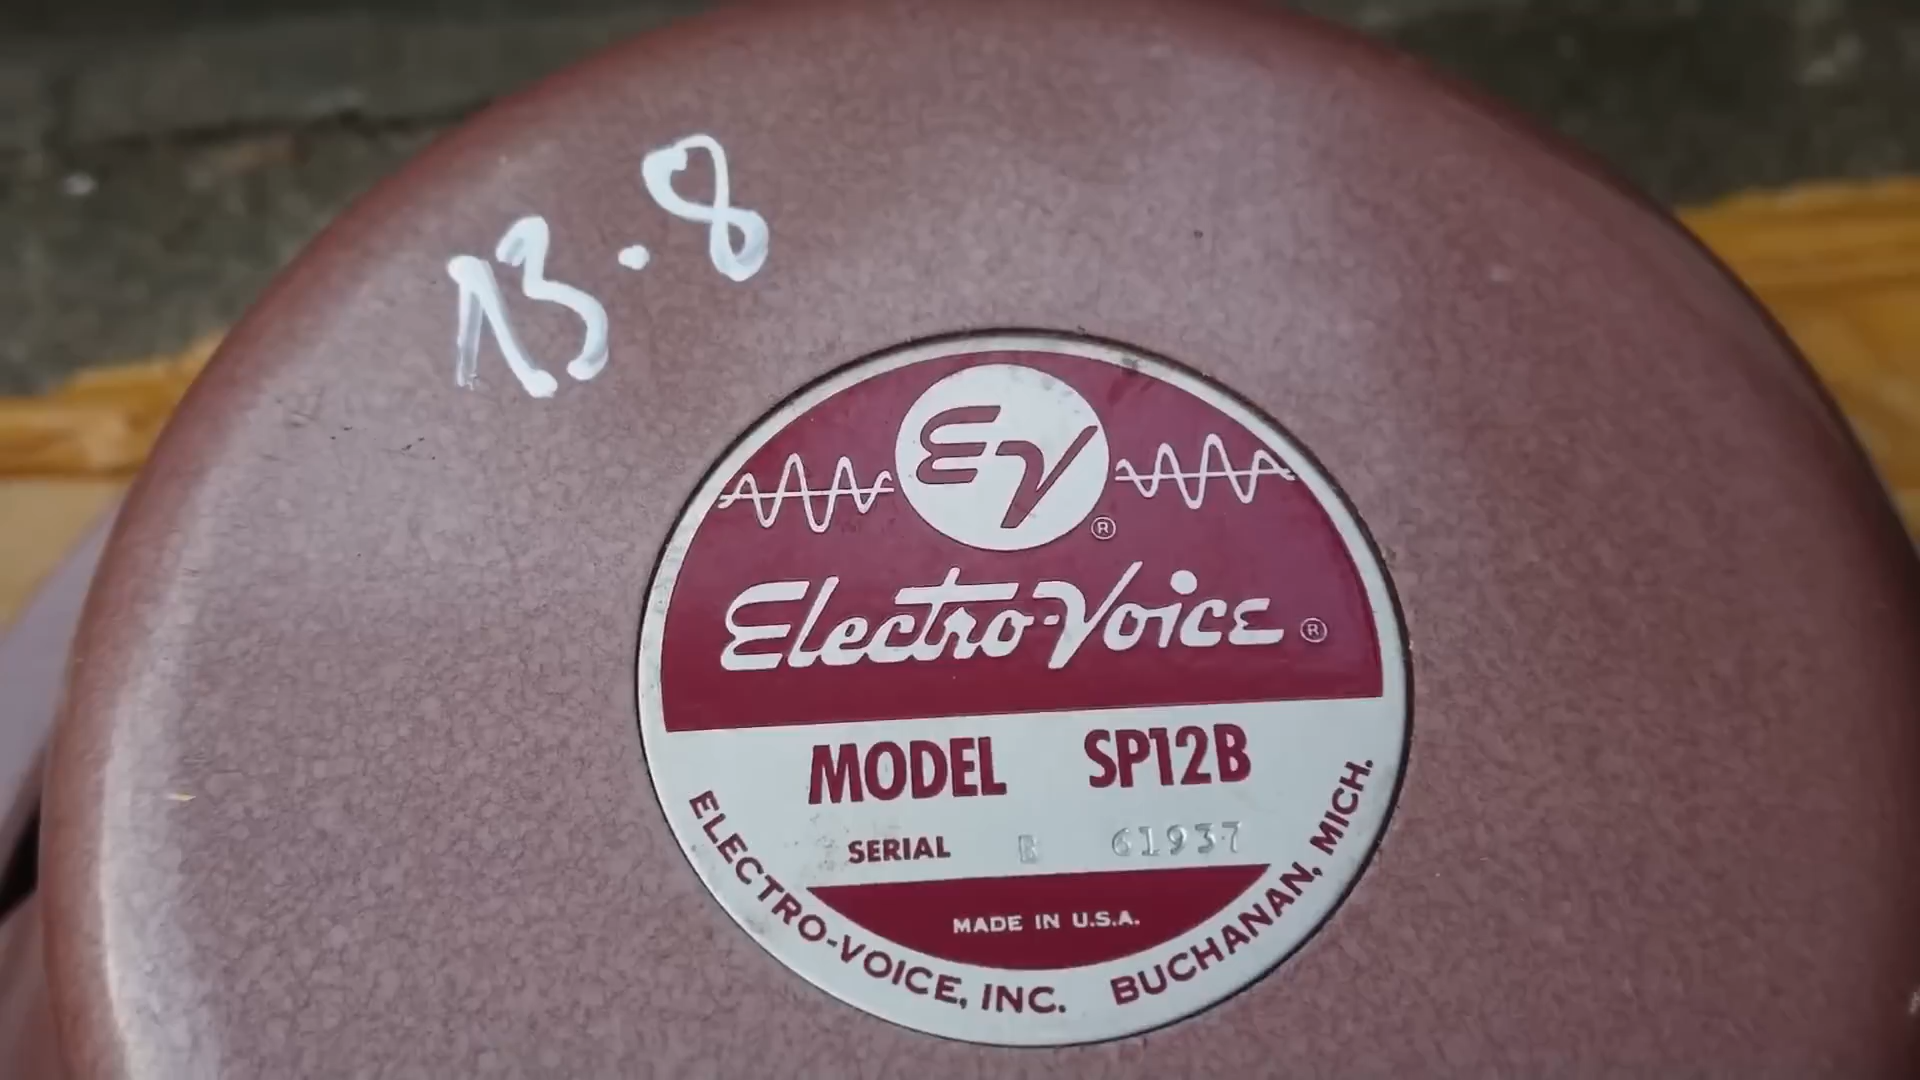 13.8
EV
®
Electro-Voice ®
MODEL SP12B
SERIAL 61937
MADE IN U.S.A.
ELECTRO-VOICE, INC. BUCHANAN, MICH.